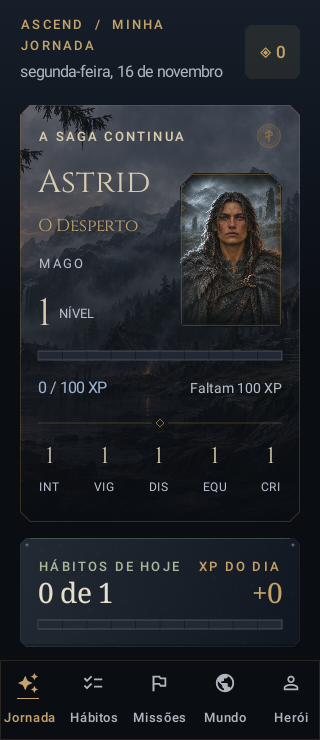 ASCEND / MINHA
JORNADA
segunda-feira, 16 de novembro
0
A SAGA CONTINUA
ASTRID
O DESPERTO
MAGO
1 NÍVEL
0 / 100 XP Faltam 100 XP
1 1 1 1 1
INT VIG DIS EQU CRI
HÁBITOS DE HOJE XP DO DIA
0 de 1 +0
Jornada Hábitos Missões Mundo Herói